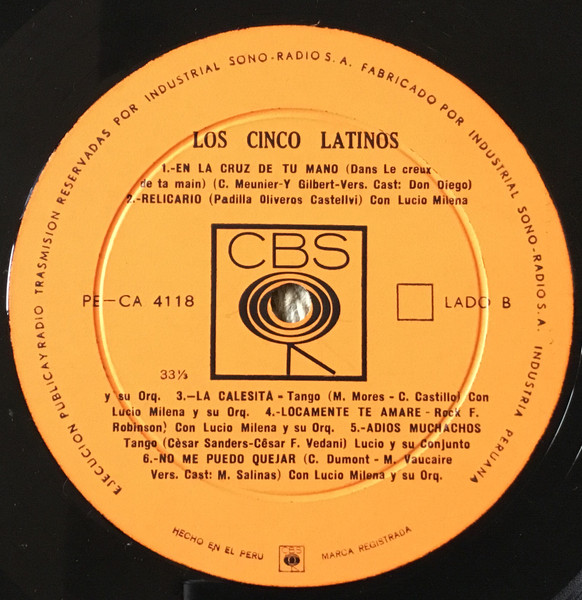 EJECUCION PUBLICA Y RADIO TRASMISION RESERVADAS POR INDUSTRIAL SONO-RADIO S. A. FABRICADO POR INDUSTRIAL SONO-RADIO S. A. INDUSTRIA PERUANA
LOS CINCO LATINÒS
1.-EN LA CRUZ DE TU MANO (Dans Le creux
de ta main) (C. Meunier-Y Gilbert-Vers. Cast: Don Diego)
2.-RELICARIO (Padilla Oliveros Castellvi) Con Lucio Milena
CBS
PE-CA 4118
LADO B
33⅓
y su Orq. 3.-LA CALESITA - Tango (M. Mores - C. Castillo) Con
Lucio Milena y su Orq. 4.-LOCAMENTE TE AMARE - Rock F.
Robinson) Con Lucio Milena y su Orq. 5.-ADIOS MUCHACHOS
Tango (Cèsar Sanders-Cèsar F. Vedani) Lucio y su Conjunto
6.-NO ME PUEDO QUEJAR (C. Dumont - M. Vaucaire
Vers. Cast: M. Salinas) Con Lucio Milena y su Orq.
HECHO EN EL PERU CBS MARCA REGISTRADA